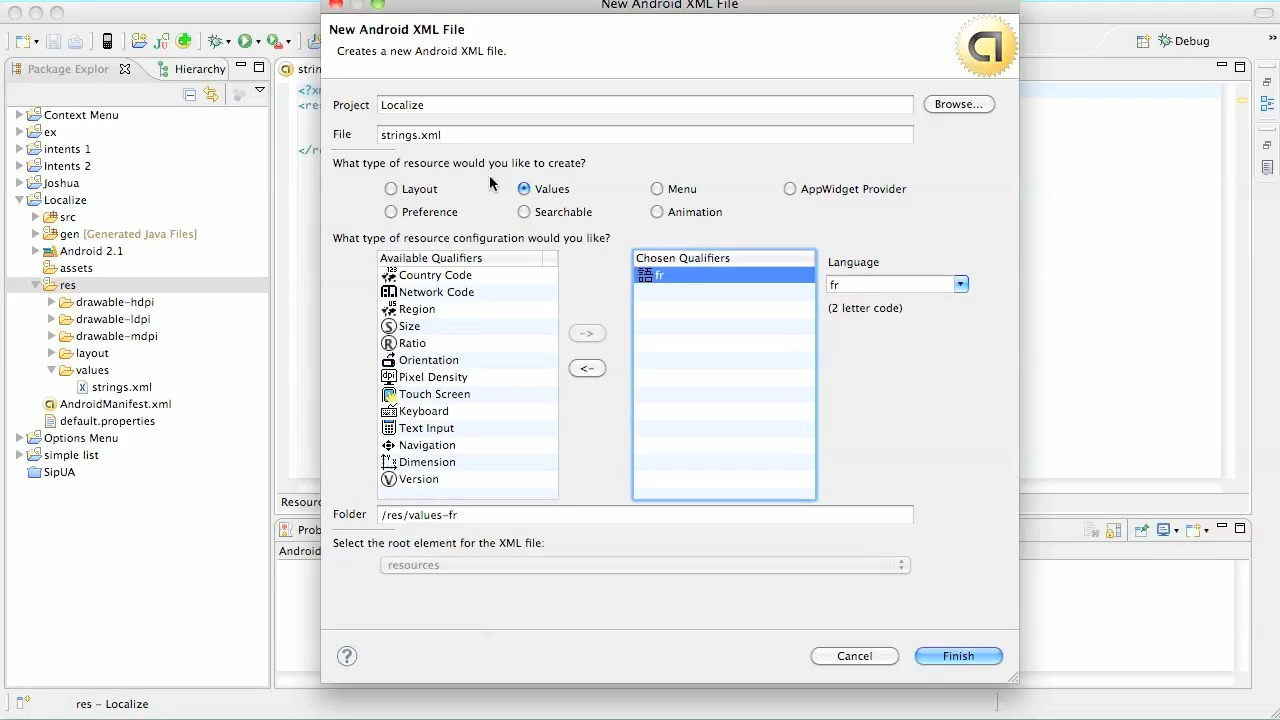 New Android XML File
New Android XML File
Creates a new Android XML file.
Debug
Package Explor
Hierarchy
strin
<?x
<res
</r
Context Menu
ex
intents 1
Intents 2
Joshua
Localize
src
gen [Generated Java Files]
Android 2.1
assets
res
drawable-hdpi
drawable-ldpi
drawable-mdpi
layout
values
strings.xml
AndroidManifest.xml
default.properties
Options Menu
simple list
SipUA
Project
Localize
Browse...
File
strings.xml
What type of resource would you like to create?
Layout
Values
Menu
AppWidget Provider
Preference
Searchable
Animation
What type of resource configuration would you like?
Available Qualifiers
Country Code
Network Code
Region
Size
Ratio
Orientation
Pixel Density
Touch Screen
Keyboard
Text Input
Navigation
Dimension
Version
->
<-
Chosen Qualifiers
fr
Language
fr
(2 letter code)
Folder
/res/values-fr
Select the root element for the XML file:
resources
Resourc
Prob
Android
?
Cancel
Finish
res - Localize